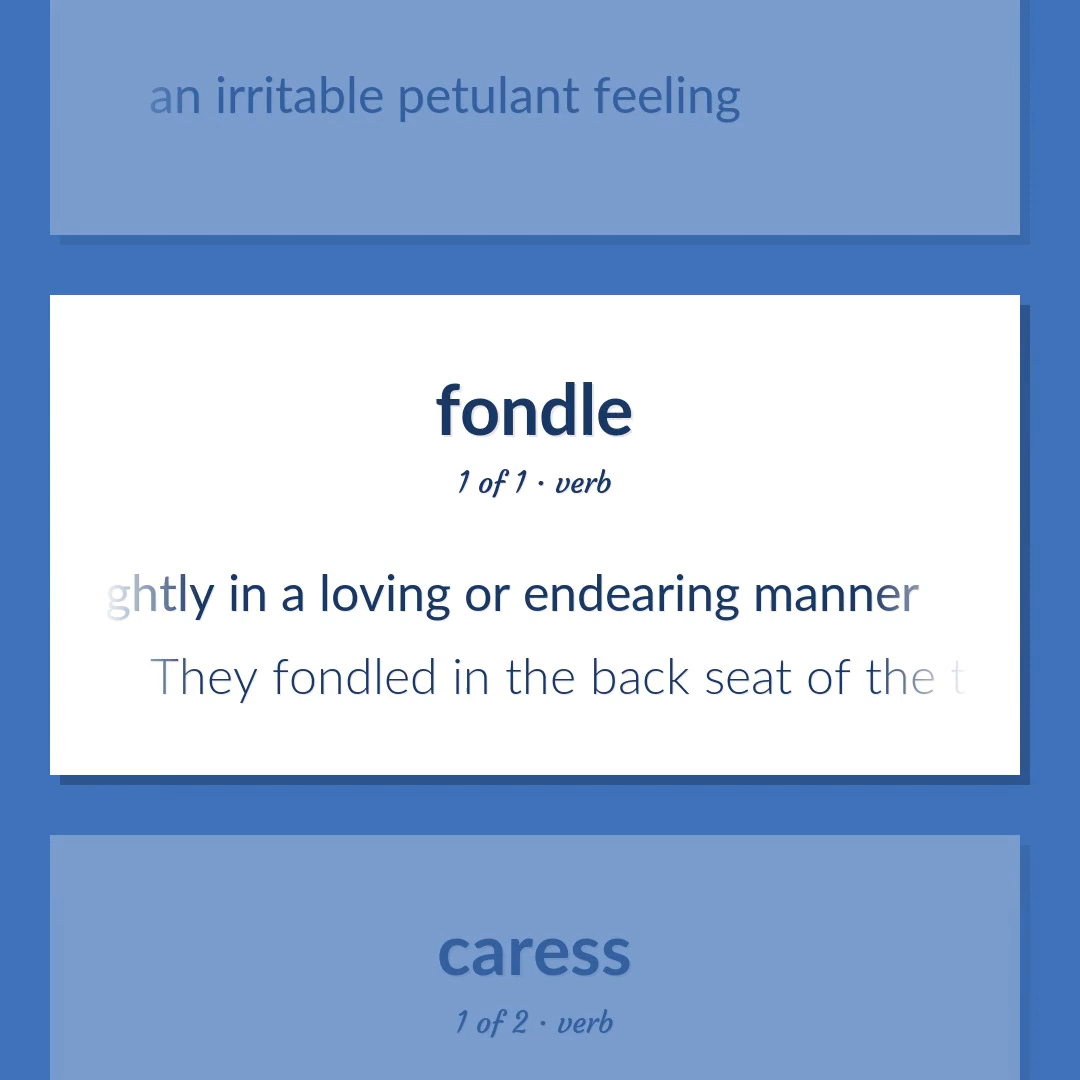 an irritable petulant feeling
fondle
1 of 1 · verb
ghtly in a loving or endearing manner
They fondled in the back seat of the t
caress
1 of 2 · verb